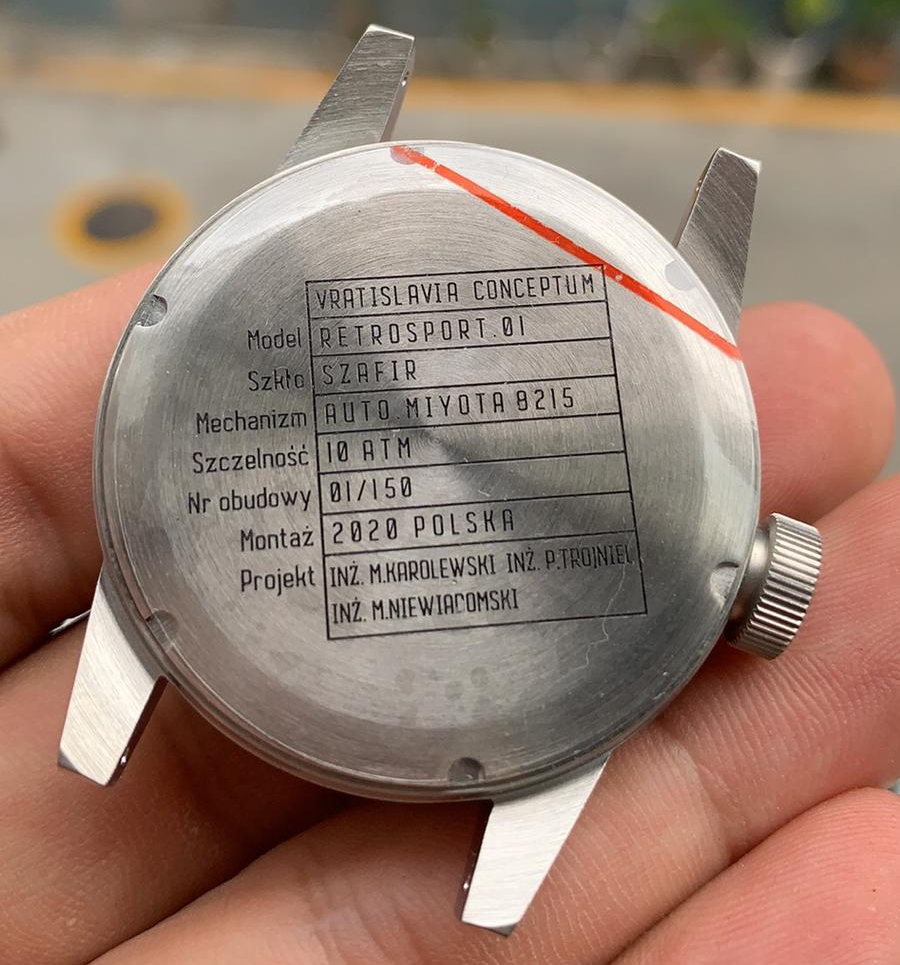 VRATISLAVIA CONCEPTUM
Model RETROSPORT.01
Szkło SZAFIR
Mechanizm AUTO. MIYOTA 8215
Szczelność 10 ATM
Nr obudowy 01/150
Montaż 2020 POLSKA
Projekt INŻ. M.KAROLEWSKI INŻ. P.TROJNIEL
INŻ. M.NIEWIADOMSKI